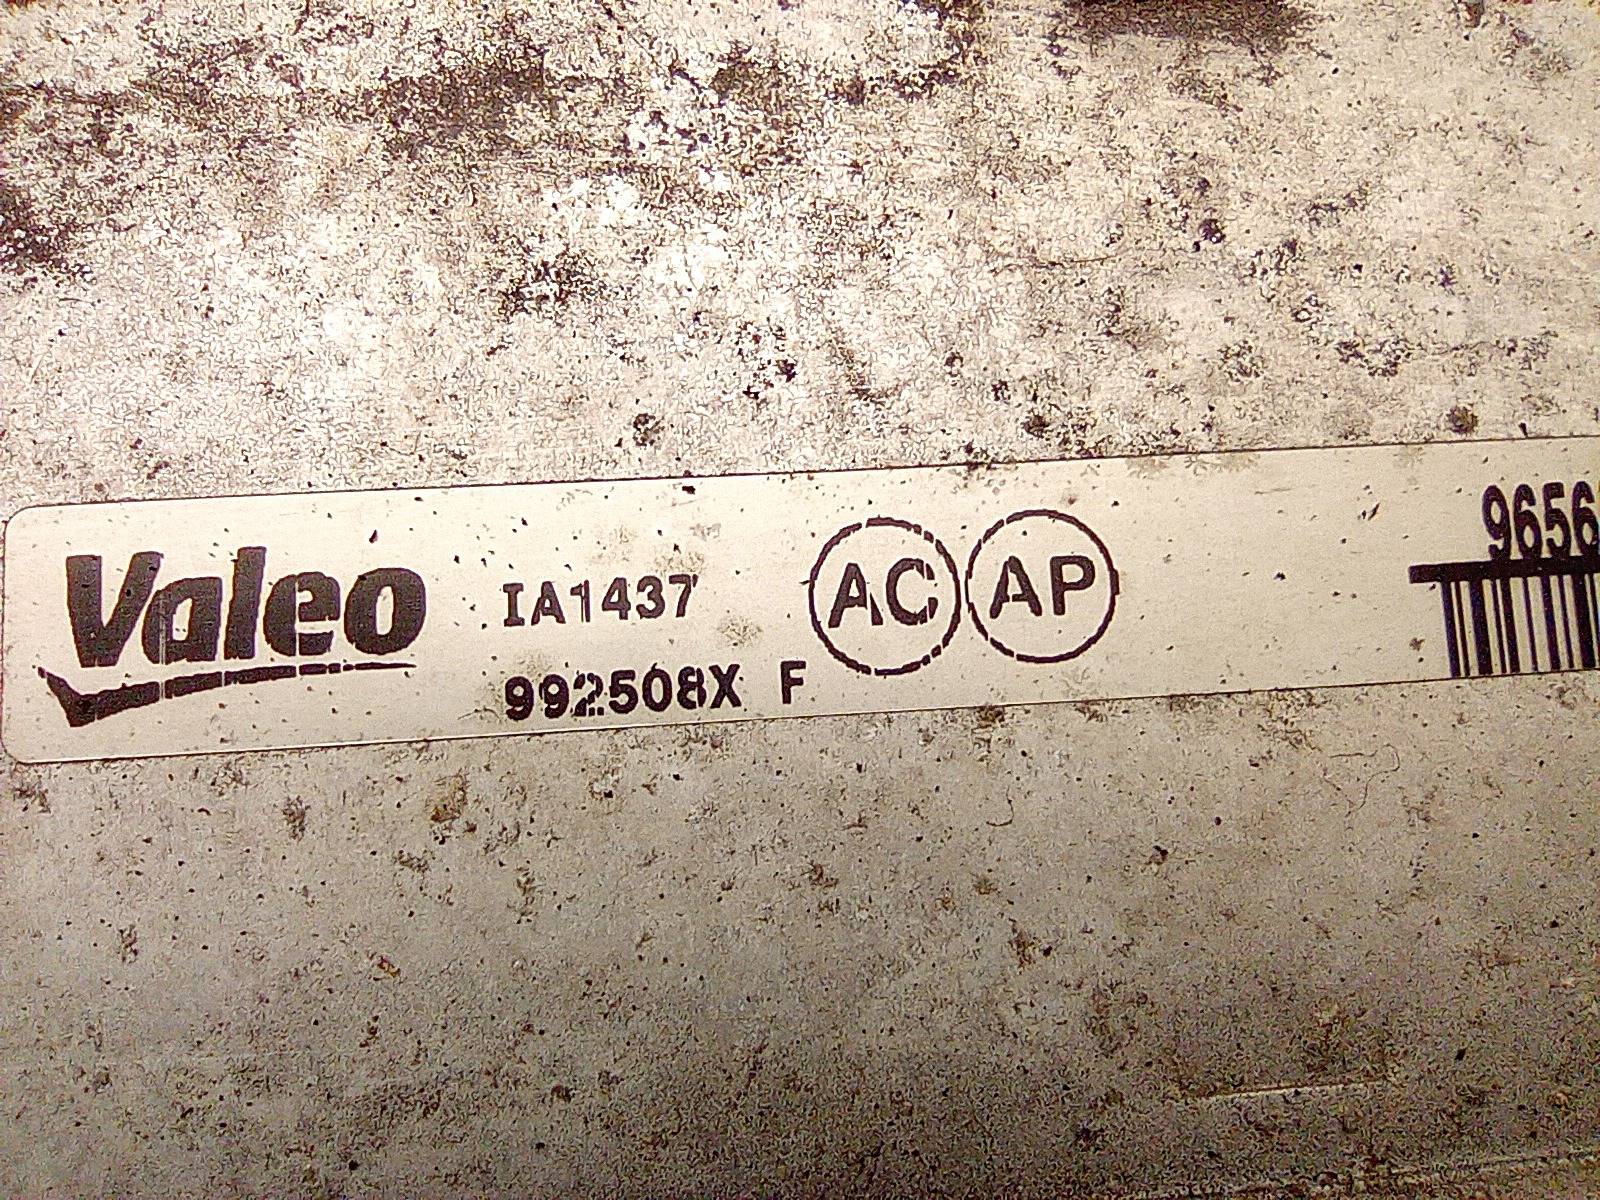 Valeo
IA1437
992508X F
AC AP
9656